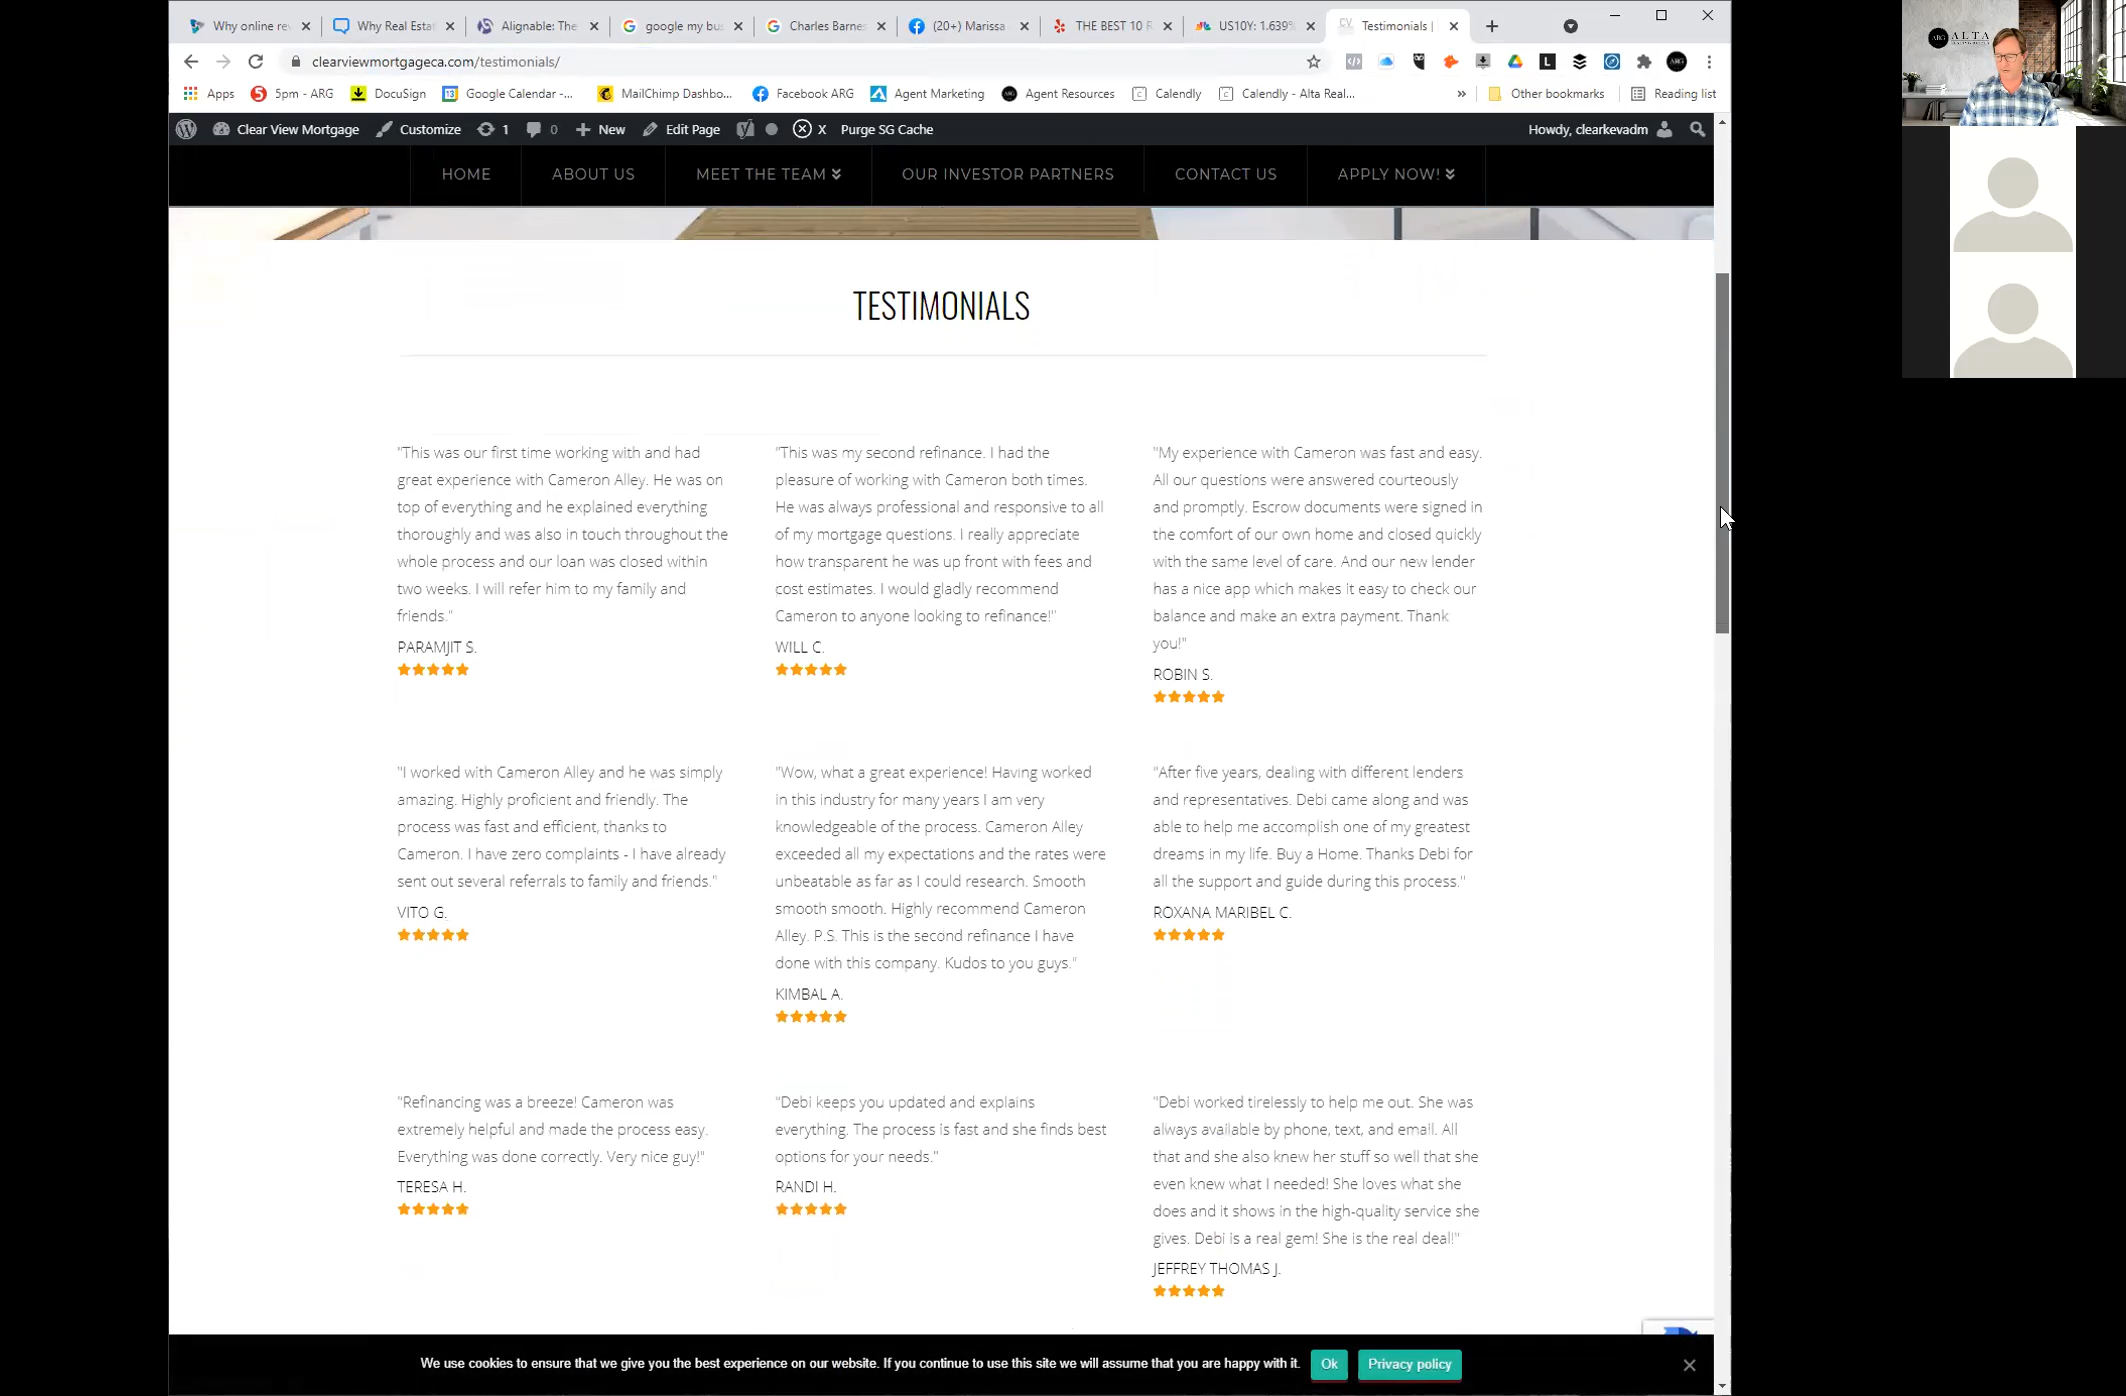 Why online re
Why Real Estat
Alignable: The
google my bus
Charles Barnes
(20+) Marissa
THE BEST 10 R
US10Y: 1.639%
Testimonials |
clearviewmortgageca.com/testimonials/
Apps
5pm - ARG
DocuSign
Google Calendar -...
MailChimp Dashbo...
Facebook ARG
Agent Marketing
Agent Resources
Calendly
Calendly - Alta Real...
»
Other bookmarks
Reading list
Clear View Mortgage
Customize
1
0
New
Edit Page
X
Purge SG Cache
Howdy, clearkevadm
HOME
ABOUT US
MEET THE TEAM
OUR INVESTOR PARTNERS
CONTACT US
APPLY NOW!
TESTIMONIALS
"This was our first time working with and had
great experience with Cameron Alley. He was on
top of everything and he explained everything
thoroughly and was also in touch throughout the
whole process and our loan was closed within
two weeks. I will refer him to my family and
friends."
PARAMJIT S.
"This was my second refinance. I had the
pleasure of working with Cameron both times.
He was always professional and responsive to all
of my mortgage questions. I really appreciate
how transparent he was up front with fees and
cost estimates. I would gladly recommend
Cameron to anyone looking to refinance!"
WILL C.
"My experience with Cameron was fast and easy.
All our questions were answered courteously
and promptly. Escrow documents were signed in
the comfort of our own home and closed quickly
with the same level of care. And our new lender
has a nice app which makes it easy to check our
balance and make an extra payment. Thank
you!"
ROBIN S.
"I worked with Cameron Alley and he was simply
amazing. Highly proficient and friendly. The
process was fast and efficient, thanks to
Cameron. I have zero complaints - I have already
sent out several referrals to family and friends."
VITO G.
"Wow, what a great experience! Having worked
in this industry for many years I am very
knowledgeable of the process. Cameron Alley
exceeded all my expectations and the rates were
unbeatable as far as I could research. Smooth
smooth smooth. Highly recommend Cameron
Alley. P.S. This is the second refinance I have
done with this company. Kudos to you guys."
KIMBAL A.
"After five years, dealing with different lenders
and representatives. Debi came along and was
able to help me accomplish one of my greatest
dreams in my life. Buy a Home. Thanks Debi for
all the support and guide during this process."
ROXANA MARIBEL C.
"Refinancing was a breeze! Cameron was
extremely helpful and made the process easy.
Everything was done correctly. Very nice guy!"
TERESA H.
"Debi keeps you updated and explains
everything. The process is fast and she finds best
options for your needs."
RANDI H.
"Debi worked tirelessly to help me out. She was
always available by phone, text, and email. All
that and she also knew her stuff so well that she
even knew what I needed! She loves what she
does and it shows in the high-quality service she
gives. Debi is a real gem! She is the real deal!"
JEFFREY THOMAS J.
We use cookies to ensure that we give you the best experience on our website. If you continue to use this site we will assume that you are happy with it.
Ok
Privacy policy
ARG
ALTA